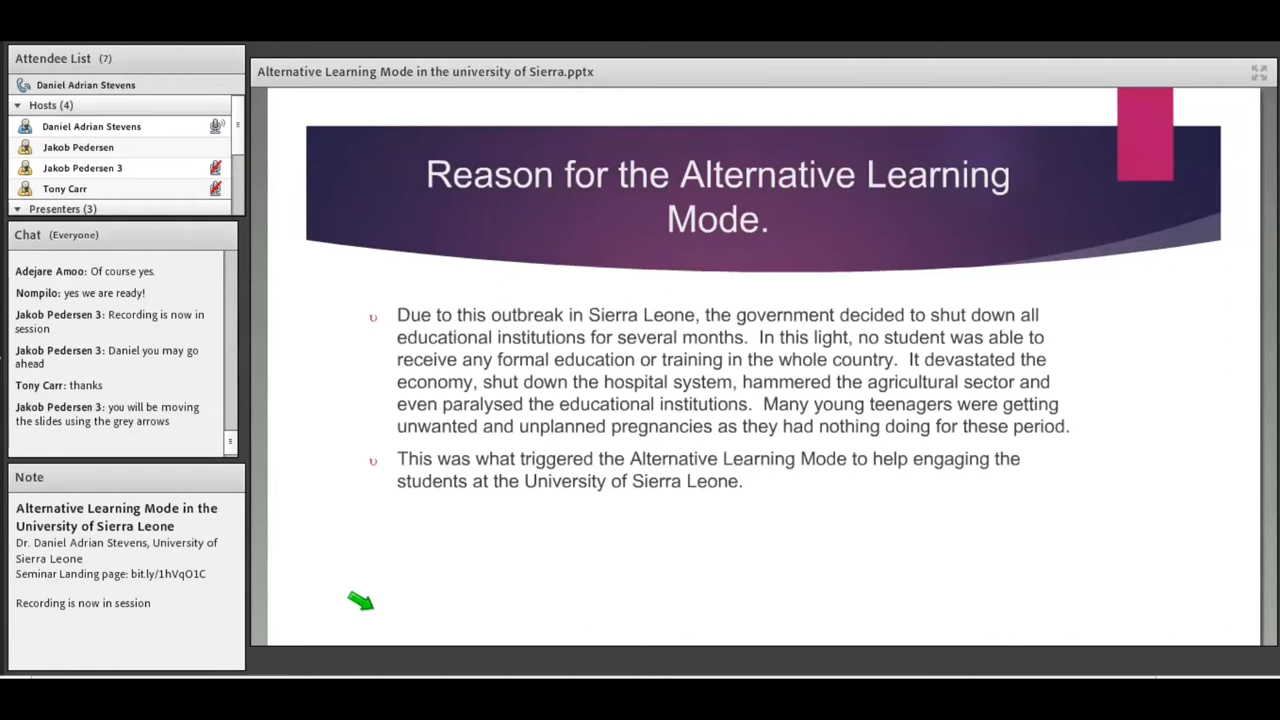 Attendee List (7)
Daniel Adrian Stevens
Hosts (4)
Daniel Adrian Stevens
Jakob Pedersen
Jakob Pedersen 3
Tony Carr
Presenters (3)
Chat (Everyone)
Adejare Amoo: Of course yes.
Nompilo: yes we are ready!
Jakob Pedersen 3: Recording is now in
session
Jakob Pedersen 3: Daniel you may go
ahead
Tony Carr: thanks
Jakob Pedersen 3: you will be moving
the slides using the grey arrows
Note
Alternative Learning Mode in the
University of Sierra Leone
Dr. Daniel Adrian Stevens, University of
Sierra Leone
Seminar Landing page: bit.ly/1hVqO1C
Recording is now in session
Alternative Learning Mode in the university of Sierra.pptx
Reason for the Alternative Learning
Mode.
υ Due to this outbreak in Sierra Leone, the government decided to shut down all
educational institutions for several months. In this light, no student was able to
receive any formal education or training in the whole country. It devastated the
economy, shut down the hospital system, hammered the agricultural sector and
even paralysed the educational institutions. Many young teenagers were getting
unwanted and unplanned pregnancies as they had nothing doing for these period.
υ This was what triggered the Alternative Learning Mode to help engaging the
students at the University of Sierra Leone.